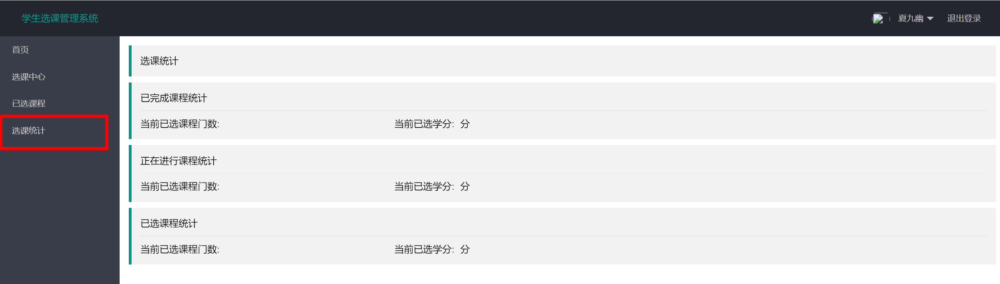 学生选课管理系统
夏九幽 退出登录
首页
选课中心
已选课程
选课统计
选课统计
已完成课程统计
当前已选课程门数: 当前已选学分: 分
正在进行课程统计
当前已选课程门数: 当前已选学分: 分
已选课程统计
当前已选课程门数: 当前已选学分: 分